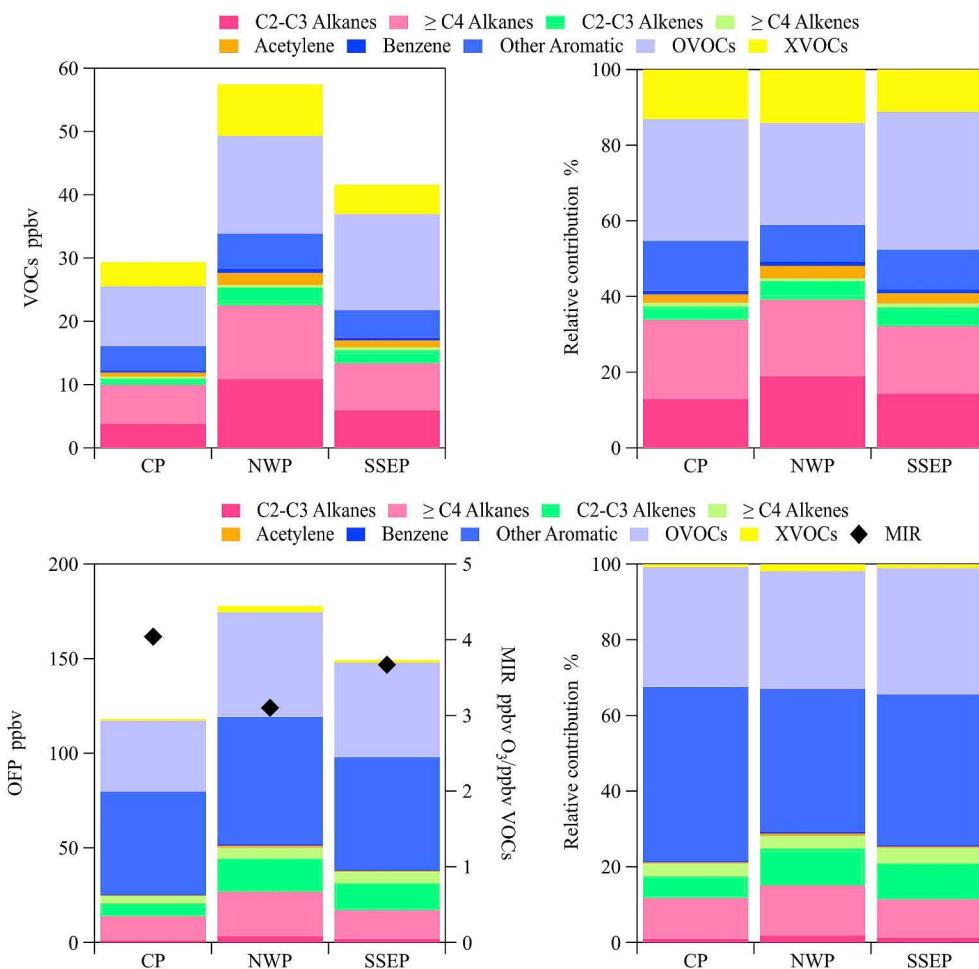 C2-C3 Alkanes ≥ C4 Alkanes C2-C3 Alkenes ≥ C4 Alkenes
Acetylene Benzene Other Aromatic OVOCs XVOCs
60
50
40
30
20
10
0
VOCs ppbv
CP NWP SSEP
100
80
60
40
20
0
Relative contribution %
CP NWP SSEP
C2-C3 Alkanes ≥ C4 Alkanes C2-C3 Alkenes ≥ C4 Alkenes
Acetylene Benzene Other Aromatic OVOCs XVOCs MIR
200
150
100
50
0
OFP ppbv
5
4
3
2
1
0
MIR ppbv O₃/ppbv VOCs
CP NWP SSEP
100
80
60
40
20
0
Relative contribution %
CP NWP SSEP